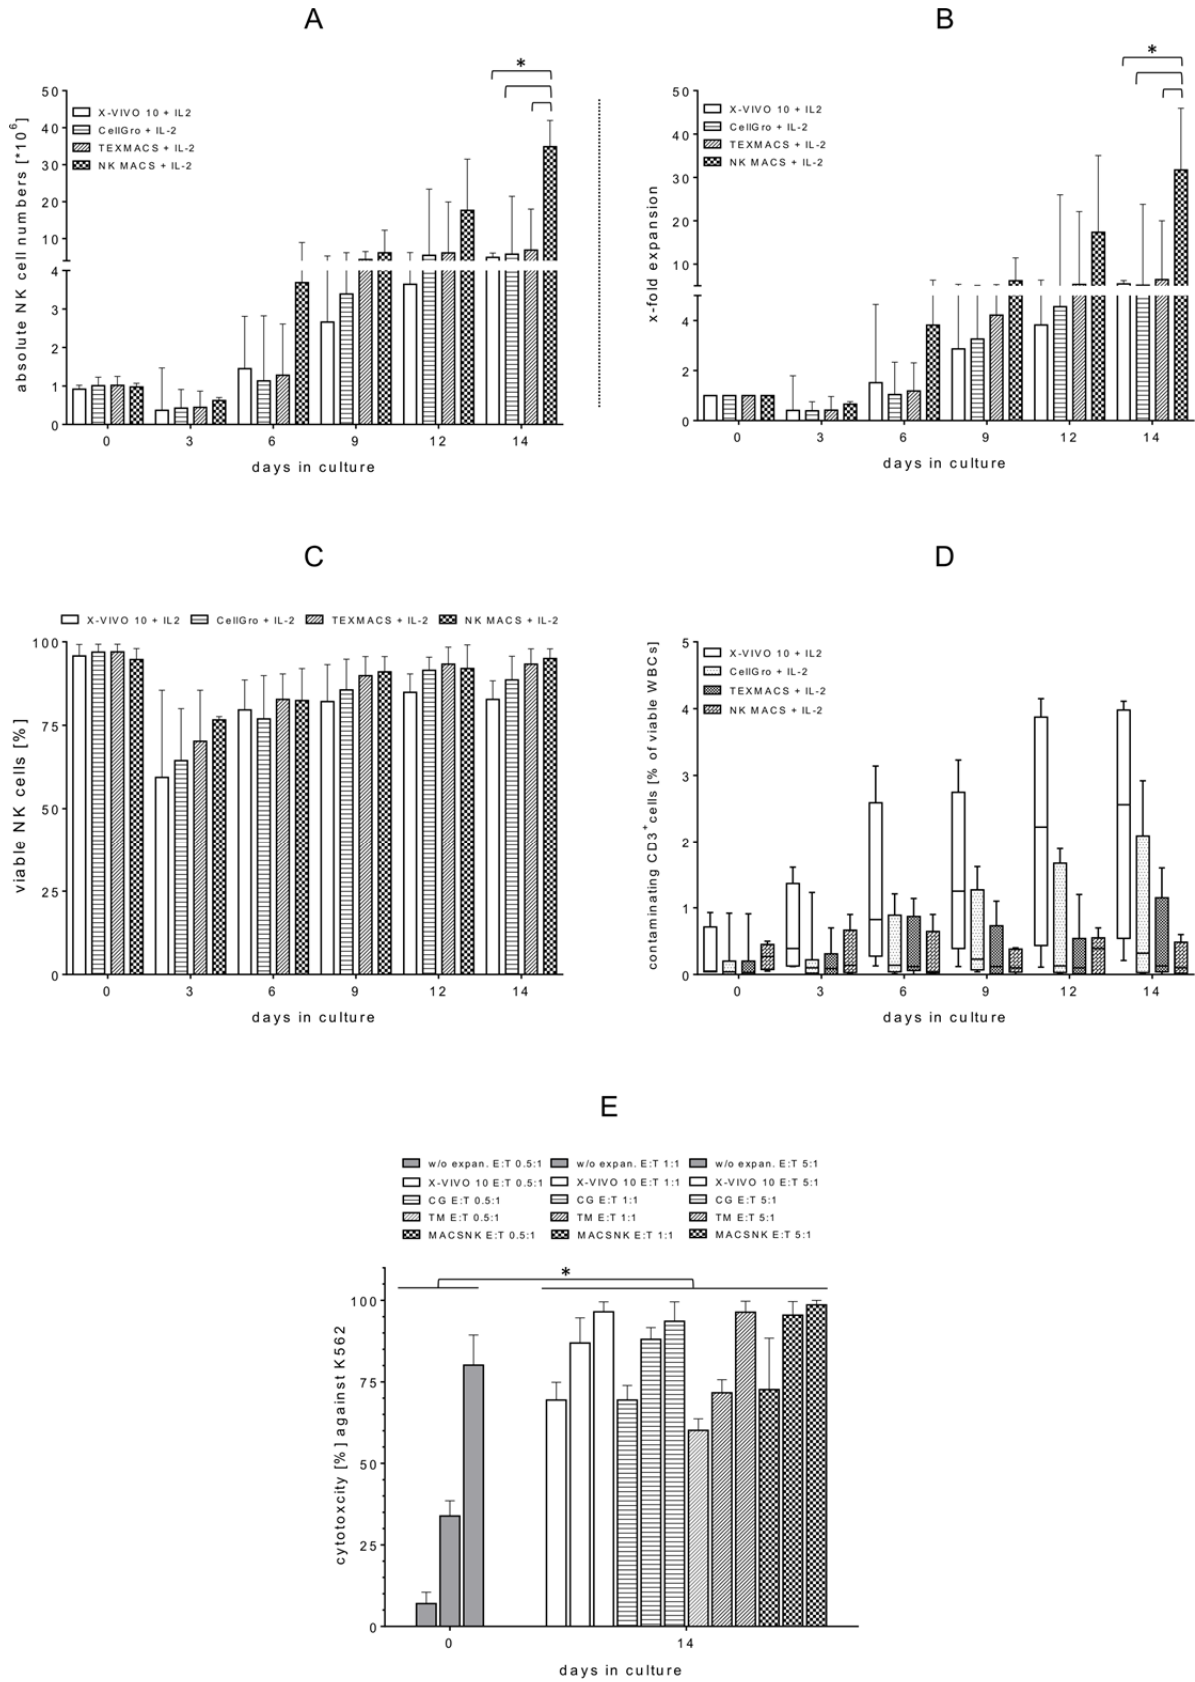 A
*
50
40
30
20
10
4
3
2
1
0
X-VIVO 10 + IL2
CellGro + IL-2
TEXMACS + IL-2
NK MACS + IL-2
absolute NK cell numbers [*10^6]
0 3 6 9 12 14
days in culture
B
*
50
40
30
20
10
4
2
0
X-VIVO 10 + IL2
CellGro + IL-2
TEXMACS + IL-2
NK MACS + IL-2
x-fold expansion
0 3 6 9 12 14
days in culture
C
X-VIVO 10 + IL2 CellGro + IL-2 TEXMACS + IL-2 NK MACS + IL-2
100
75
50
25
0
viable NK cells [%]
0 3 6 9 12 14
days in culture
D
5
4
3
2
1
0
X-VIVO 10 + IL2
CellGro + IL-2
TEXMACS + IL-2
NK MACS + IL-2
contaminating CD3+cells [% of viable WBCs]
0 3 6 9 12 14
days in culture
E
w/o expan. E:T 0.5:1 w/o expan. E:T 1:1 w/o expan. E:T 5:1
X-VIVO 10 E:T 0.5:1 X-VIVO 10 E:T 1:1 X-VIVO 10 E:T 5:1
CG E:T 0.5:1 CG E:T 1:1 CG E:T 5:1
TM E:T 0.5:1 TM E:T 1:1 TM E:T 5:1
MACSNK E:T 0.5:1 MACSNK E:T 1:1 MACSNK E:T 5:1
*
100
75
50
25
0
cytotoxcity [%] against K562
0 14
days in culture